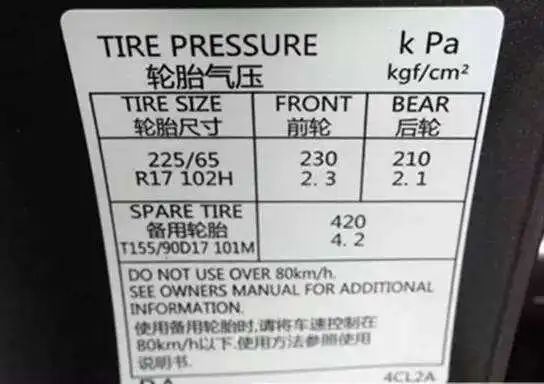 TIRE PRESSURE k Pa
轮胎气压 kgf/cm²
TIRE SIZE FRONT BEAR
轮胎尺寸 前轮 后轮
225/65 230 210
R17 102H 2. 3 2. 1
SPARE TIRE 420
备用轮胎 4. 2
T155/90D17 101M
DO NOT USE OVER 80km/h.
SEE OWNERS MANUAL FOR ADDITIONAL
INFORMATION.
使用备用轮胎时,请将车速控制在
80km/h以下.使用方法参照使用
说明书.
4CL2A